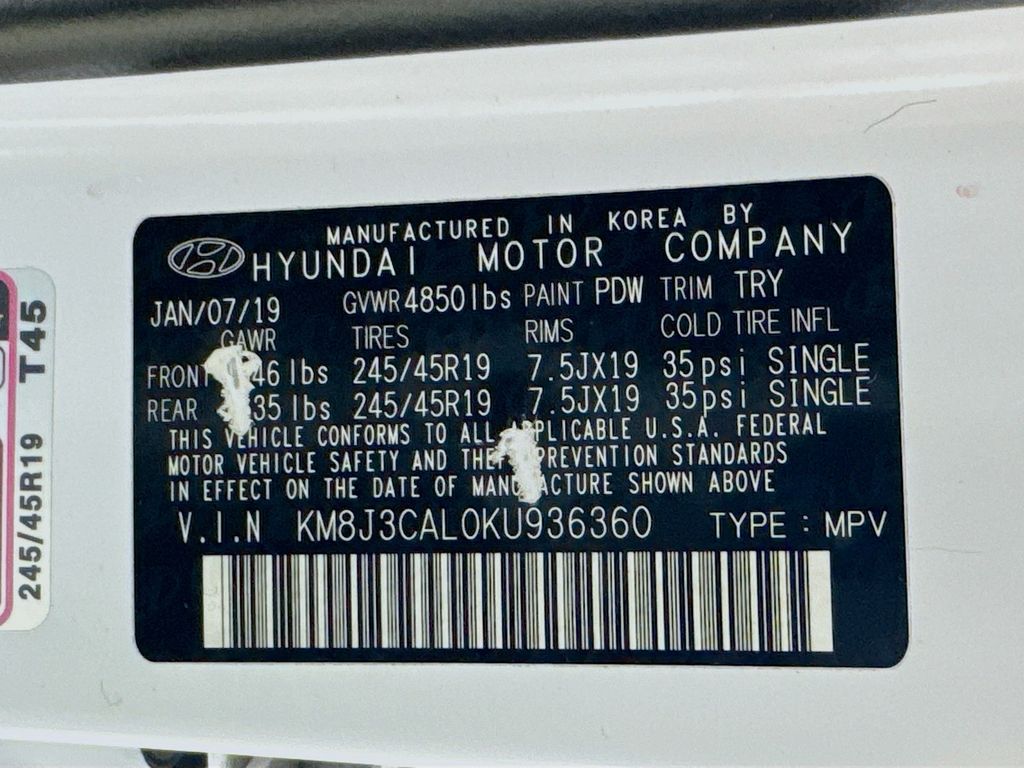 MANUFACTURED IN KOREA BY
HYUNDAI MOTOR COMPANY
JAN/07/19 GVWR 4850lbs PAINT PDW TRIM TRY
GAWR TIRES RIMS COLD TIRE INFL
FRONT lbs 245/45R19 7.5JX19 35psi SINGLE
REAR lbs 245/45R19 7.5JX19 35psi SINGLE
THIS VEHICLE CONFORMS TO ALL APPLICABLE U.S.A. FEDERAL
MOTOR VEHICLE SAFETY AND THEFT PREVENTION STANDARDS
IN EFFECT ON THE DATE OF MANUFACTURE SHOWN ABOVE
V.I.N KM8J3CAL0KU936360 TYPE : MPV
245/45R19 T45